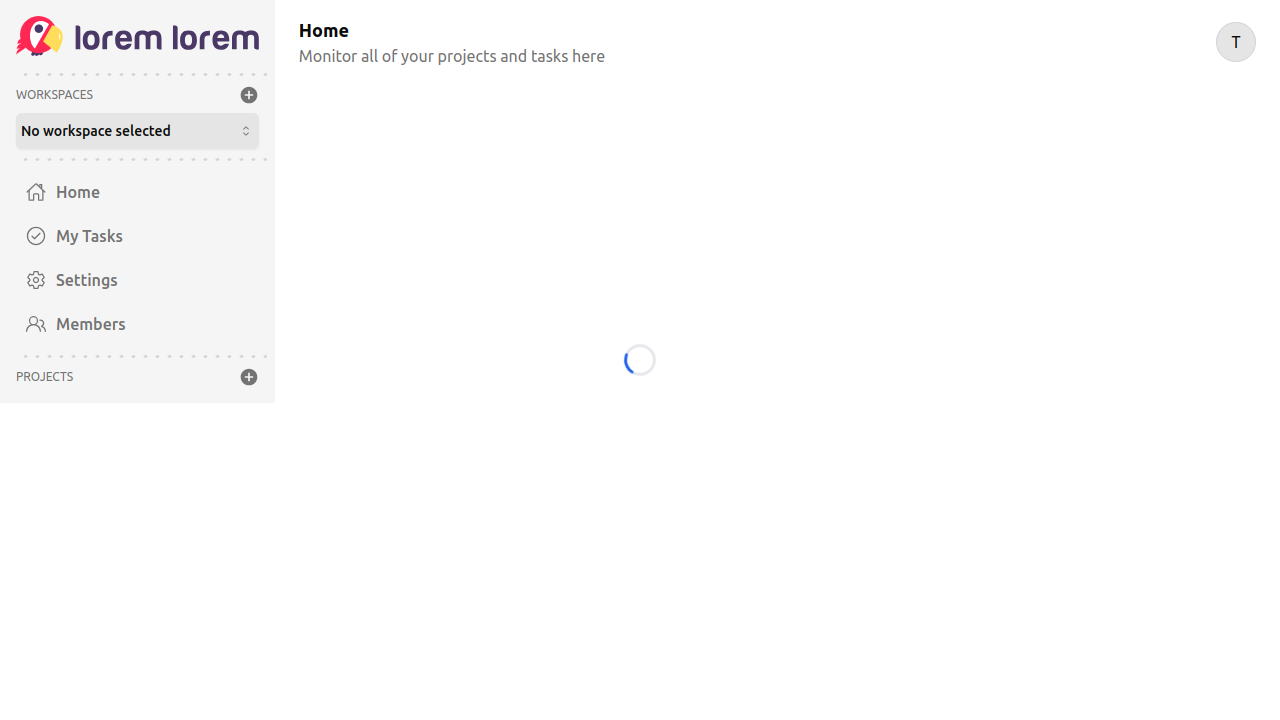 lorem lorem
WORKSPACES
No workspace selected
Home
My Tasks
Settings
Members
PROJECTS
Home
Monitor all of your projects and tasks here
T